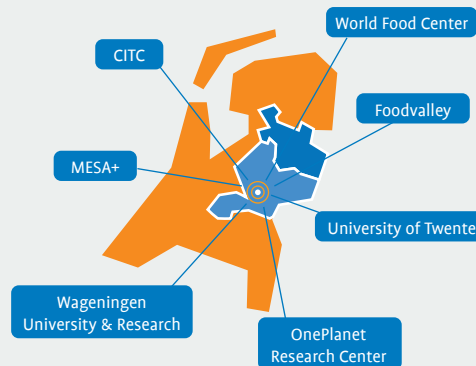 World Food Center
CITC
Foodvalley
MESA+
University of Twente
Wageningen
University & Research
OnePlanet
Research Center